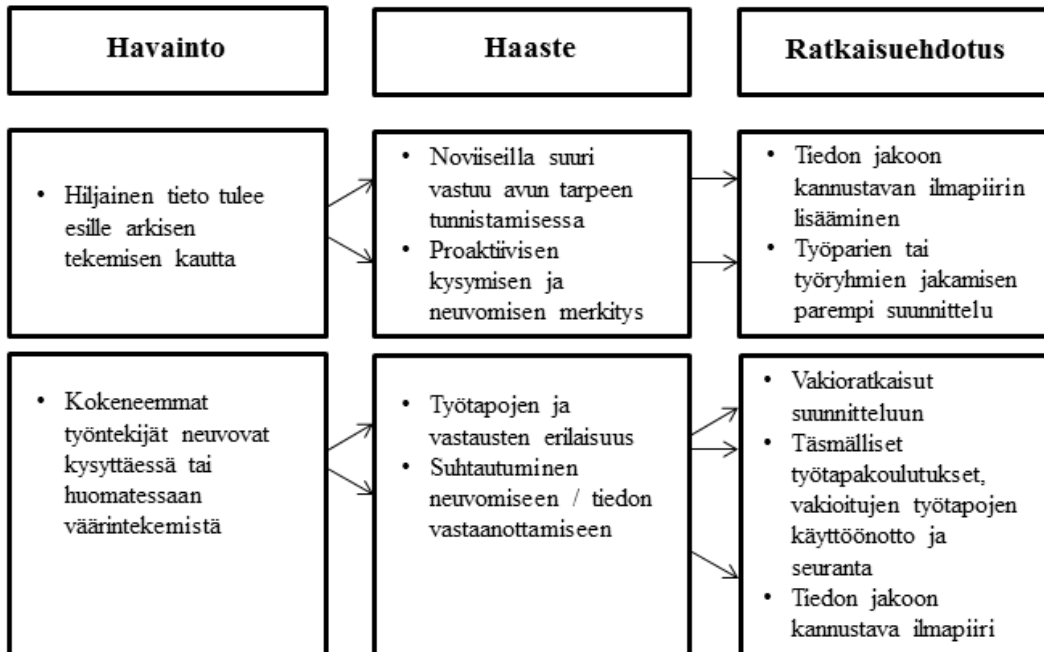 Havainto
Haaste
Ratkaisuehdotus
• Hiljainen tieto tulee
esille arkisen
tekemisen kautta
• Noviiseilla suuri
vastuu avun tarpeen
tunnistamisessa
• Proaktiivisen
kysymisen ja
neuvomisen merkitys
• Tiedon jakoon
kannustavan ilmapiirin
lisääminen
• Työparien tai
työryhmien jakamisen
parempi suunnittelu
• Kokeneemmat
työntekijät neuvovat
kysyttäessä tai
huomatessaan
väärintekemistä
• Työtapojen ja
vastausten erilaisuus
• Suhtautuminen
neuvomiseen / tiedon
vastaanottamiseen
• Vakioratkaisut
suunnitteluun
• Täsmälliset
työtapakoulutukset,
vakioitujen työtapojen
käyttöönotto ja
seuranta
• Tiedon jakoon
kannustava ilmapiiri